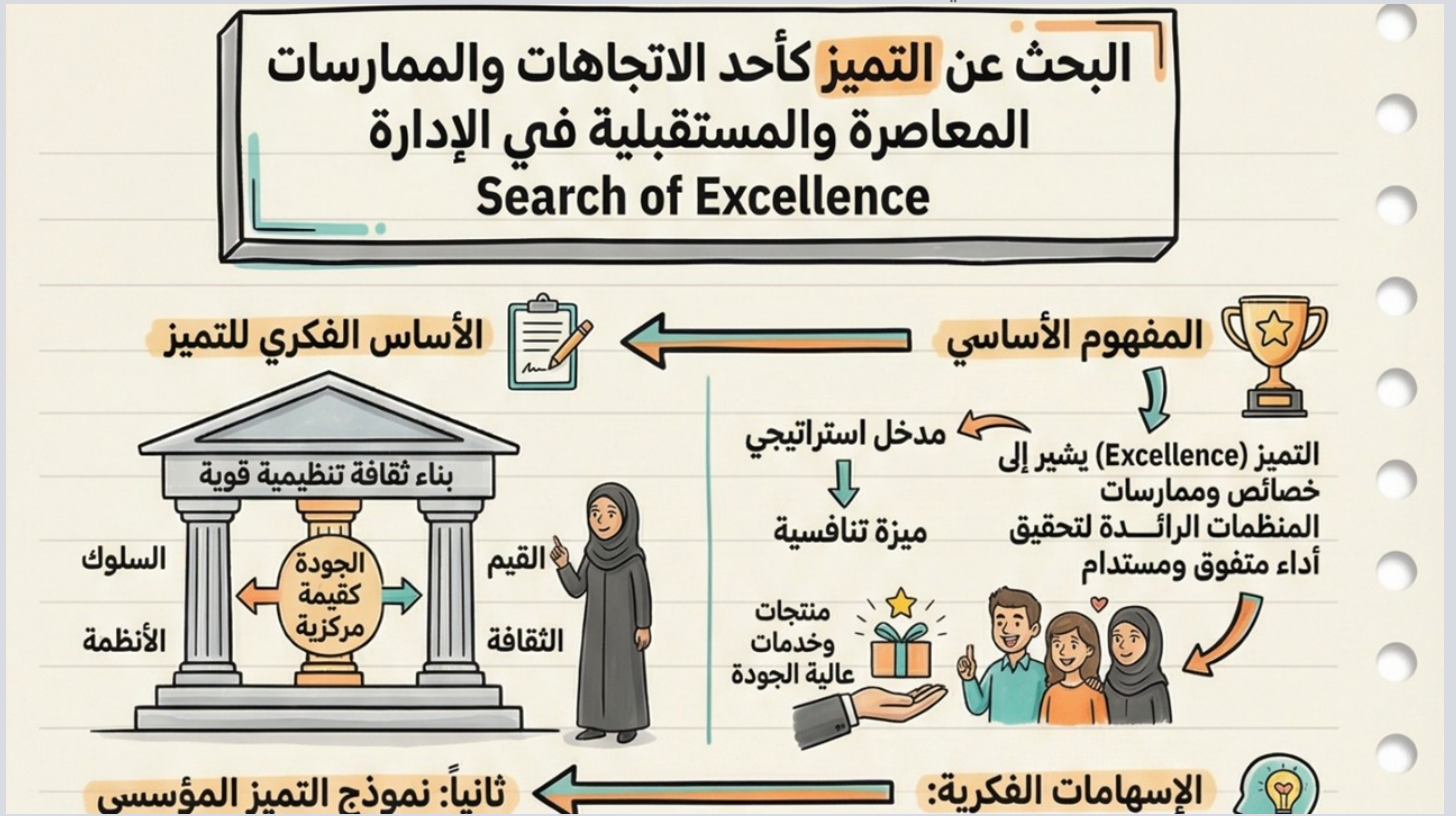 البحث عن التميز كأحد الاتجاهات والممارسات
المعاصرة والمستقبلية في الإدارة
Search of Excellence
المفهوم الأساسي
التميز (Excellence) يشير إلى
خصائص وممارسات
المنظمات الرائـــدة لتحقيق
أداء متفوق ومستدام
مدخل استراتيجي
ميزة تنافسية
منتجات
وخدمات
عالية الجودة
الأساس الفكري للتميز
بناء ثقافة تنظيمية قوية
الجودة
كقيمة
مركزية
القيم
الثقافة
السلوك
الأنظمة
الإسهامات الفكرية:
ثانياً: نموذج التميز المؤسسي